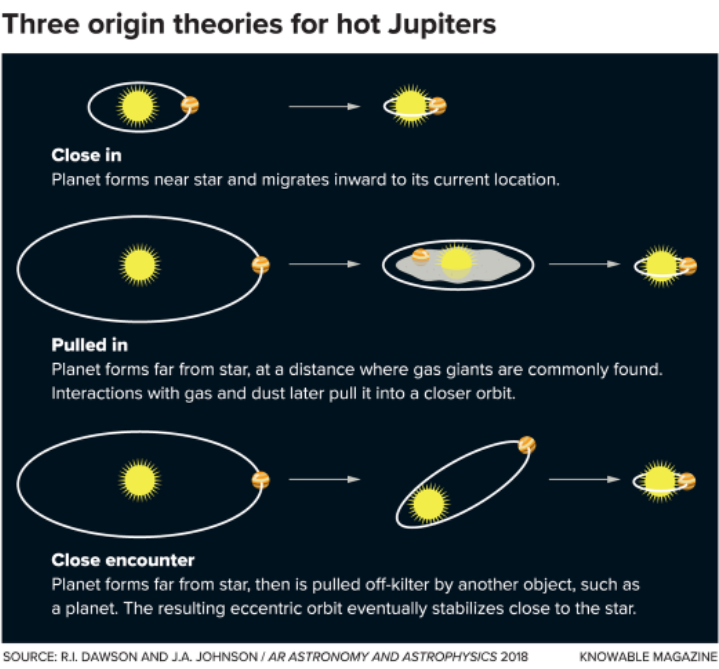 Three origin theories for hot Jupiters
Close in
Planet forms near star and migrates inward to its current location.
Pulled in
Planet forms far from star, at a distance where gas giants are commonly found.
Interactions with gas and dust later pull it into a closer orbit.
Close encounter
Planet forms far from star, then is pulled off-kilter by another object, such as
a planet. The resulting eccentric orbit eventually stabilizes close to the star.
SOURCE: R.I. DAWSON AND J.A. JOHNSON / AR ASTRONOMY AND ASTROPHYSICS 2018 KNOWABLE MAGAZINE